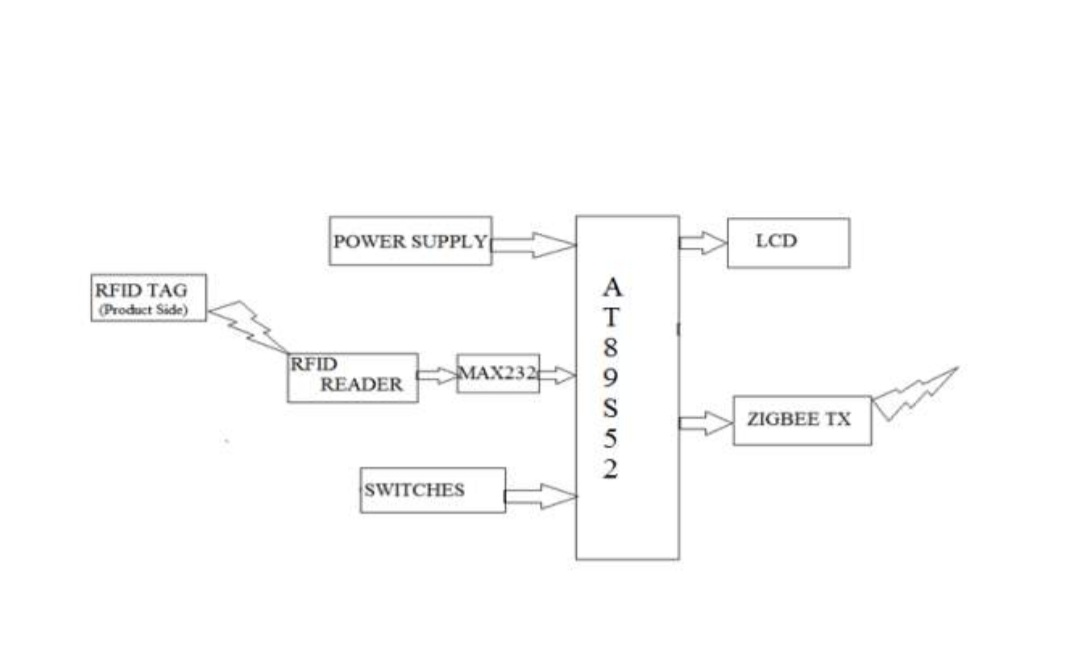 POWER SUPPLY
LCD
RFID TAG
(Product Side)
RFID
READER
MAX232
A
T
8
9
S
5
2
ZIGBEE TX
SWITCHES